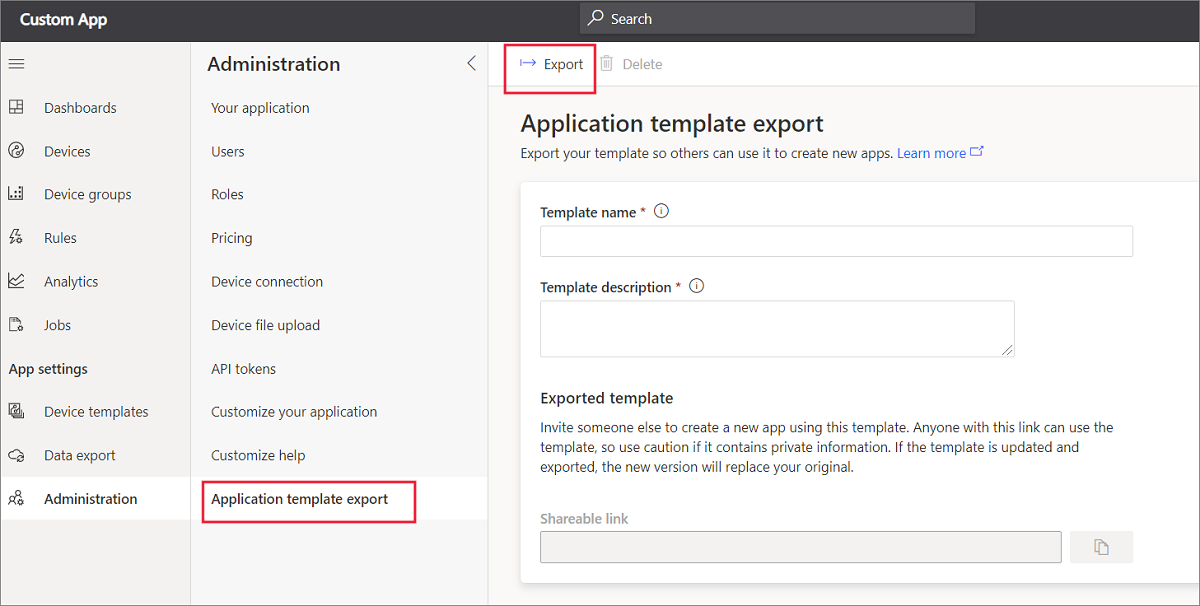 Custom App
Search
Dashboards
Devices
Device groups
Rules
Analytics
Jobs
App settings
Device templates
Data export
Administration
Administration
Your application
Users
Roles
Pricing
Device connection
Device file upload
API tokens
Customize your application
Customize help
Application template export
Export
Delete
Application template export
Export your template so others can use it to create new apps. Learn more
Template name *
Template description *
Exported template
Invite someone else to create a new app using this template. Anyone with this link can use the
template, so use caution if it contains private information. If the template is updated and
exported, the new version will replace your original.
Shareable link